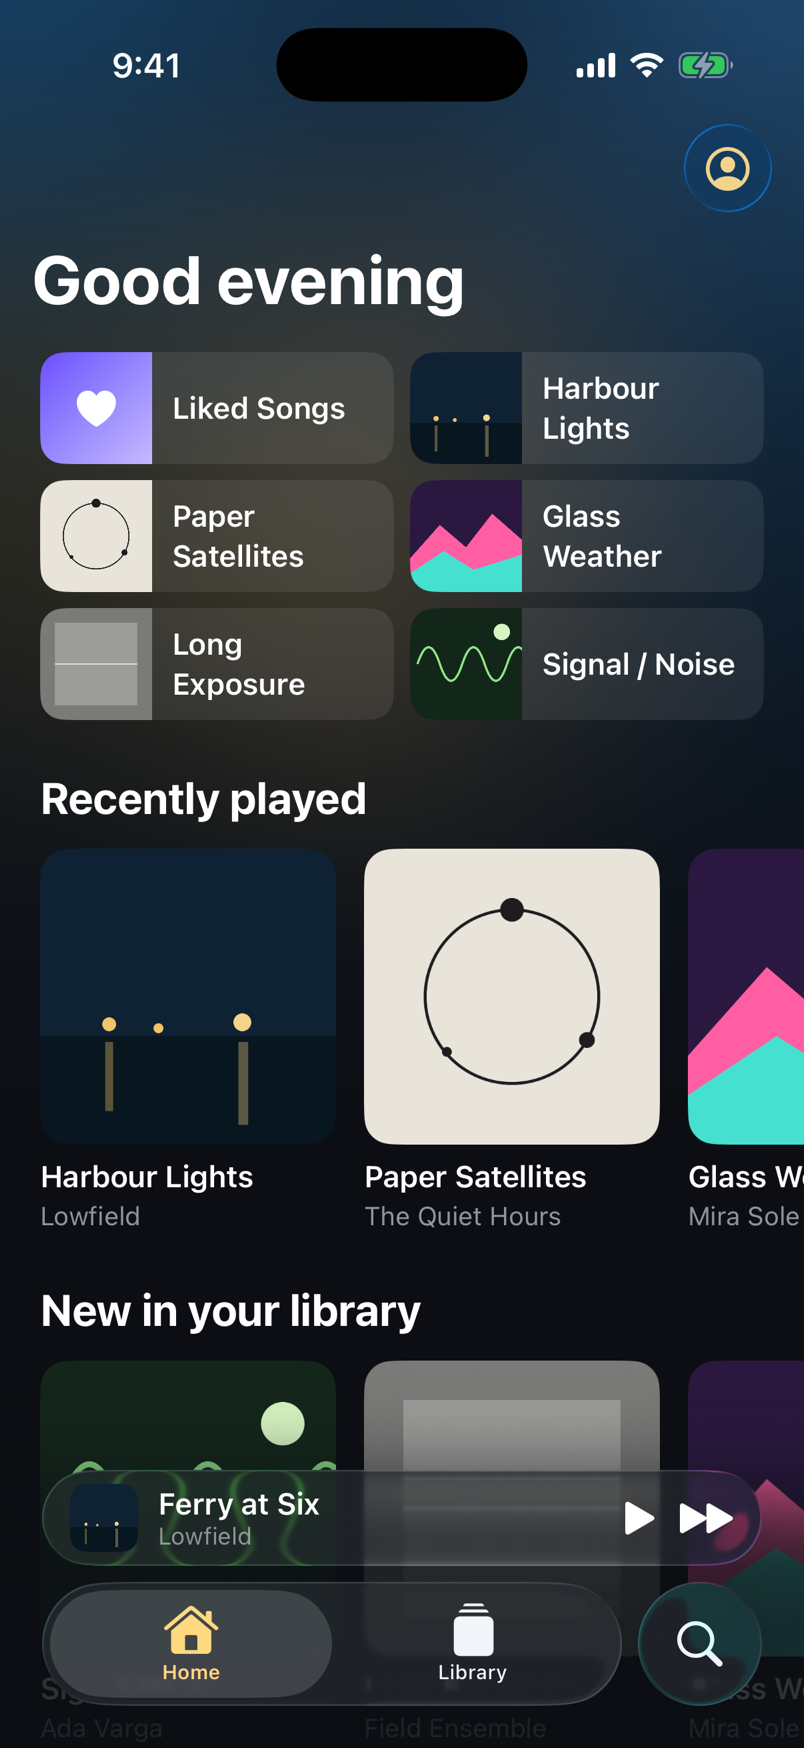 9:41
Good evening
Liked Songs
Harbour
Lights
Paper
Satellites
Glass
Weather
Long
Exposure
Signal / Noise
Recently played
Harbour Lights
Lowfield
Paper Satellites
The Quiet Hours
Glass
Mira Sole
New in your library
Ferry at Six
Lowfield
Home
Library
Ada Varga
Field Ensemble
Mira Sole